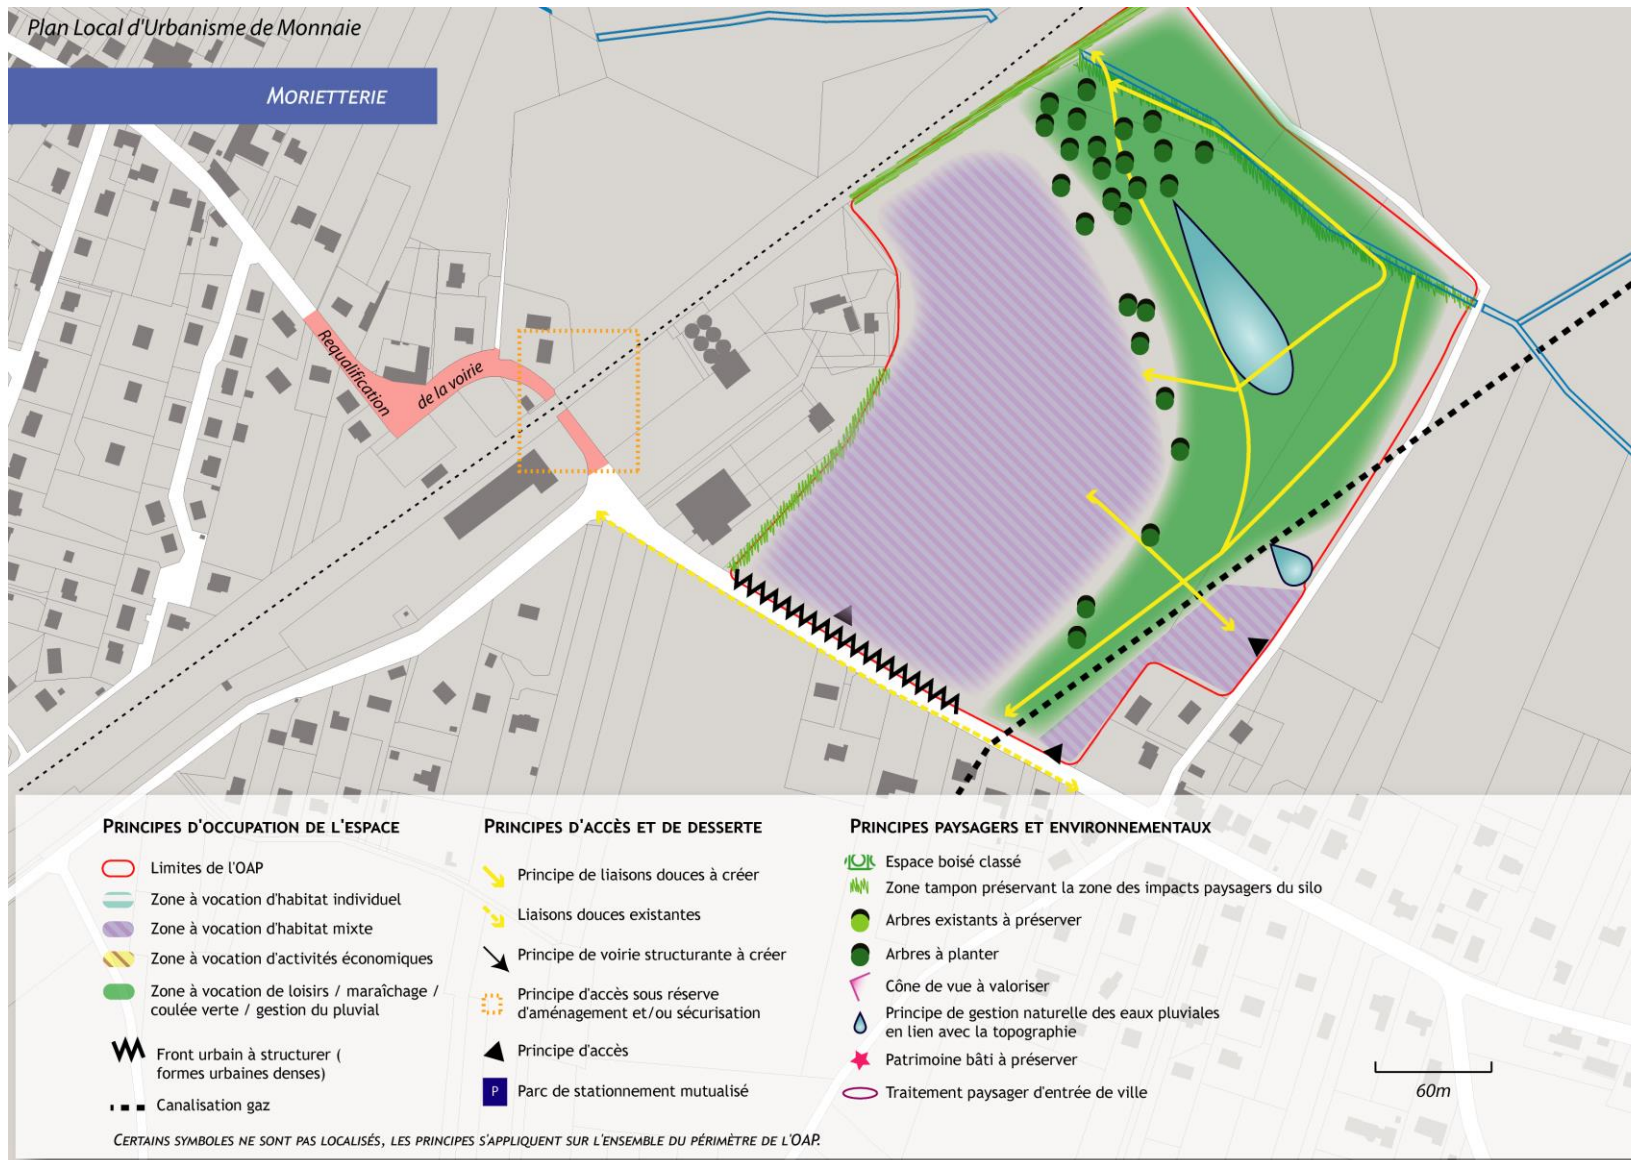 Plan Local d'Urbanisme de Monnaie
MORIETTERIE
Requalification
de la voirie
PRINCIPES D'OCCUPATION DE L'ESPACE
Limites de l'OAP
Zone à vocation d'habitat individuel
Zone à vocation d'habitat mixte
Zone à vocation d'activités économiques
Zone à vocation de loisirs / maraîchage /
coulée verte / gestion du pluvial
Front urbain à structurer (
formes urbaines denses)
Canalisation gaz
PRINCIPES D'ACCÈS ET DE DESSERTE
Principe de liaisons douces à créer
Liaisons douces existantes
Principe de voirie structurante à créer
Principe d'accès sous réserve
d'aménagement et/ou sécurisation
Principe d'accès
P
Parc de stationnement mutualisé
PRINCIPES PAYSAGERS ET ENVIRONNEMENTAUX
Espace boisé classé
Zone tampon préservant la zone des impacts paysagers du silo
Arbres existants à préserver
Arbres à planter
Cône de vue à valoriser
Principe de gestion naturelle des eaux pluviales
en lien avec la topographie
Patrimoine bâti à préserver
Traitement paysager d'entrée de ville
60m
CERTAINS SYMBOLES NE SONT PAS LOCALISÉS, LES PRINCIPES S'APPLIQUENT SUR L'ENSEMBLE DU PÉRIMÈTRE DE L'OAP.